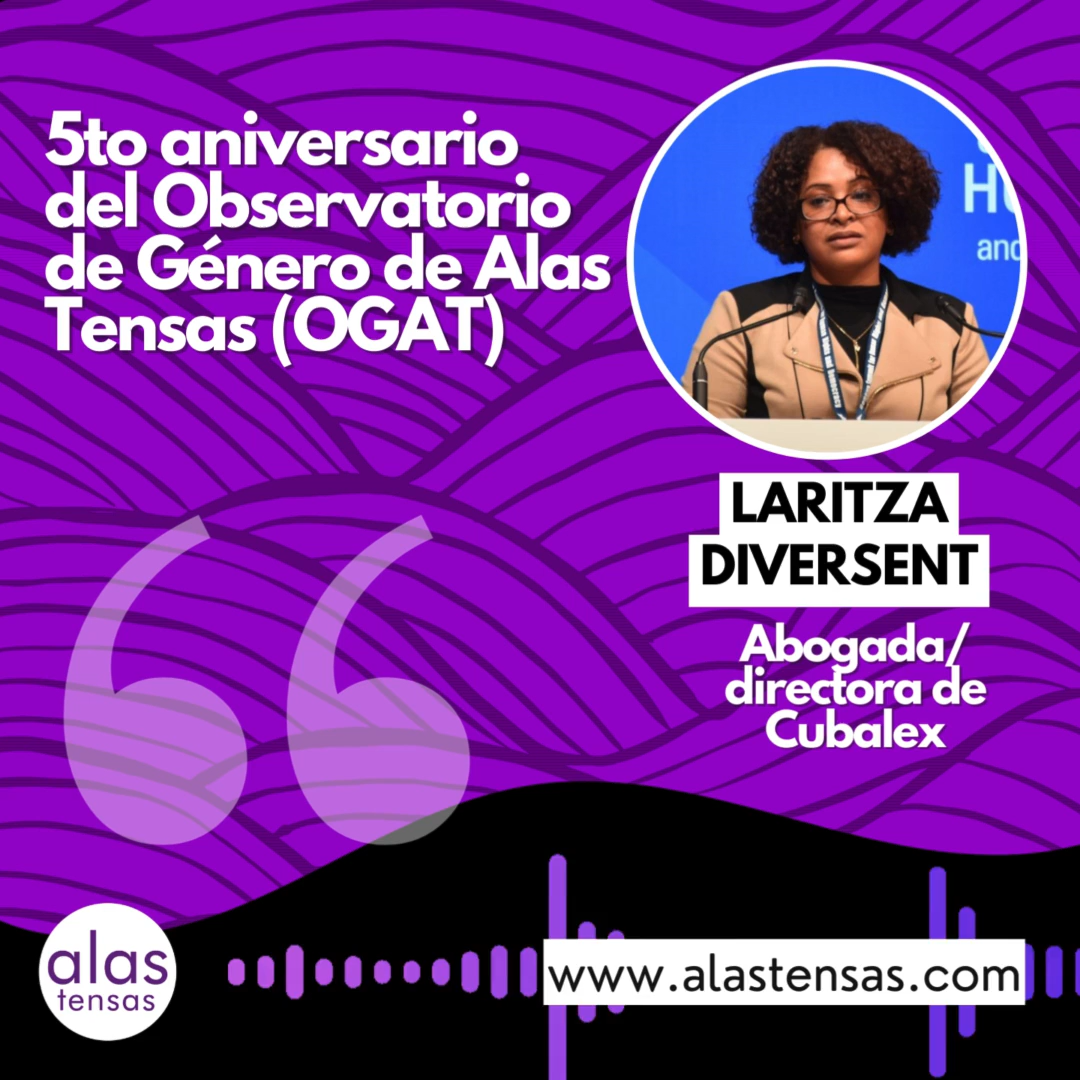 5to aniversario
del Observatorio
de Género de Alas
Tensas (OGAT)
and
LARITZA
DIVERSENT
Abogada/
directora de
Cubalex
alas
tensas
www.alastensas.com